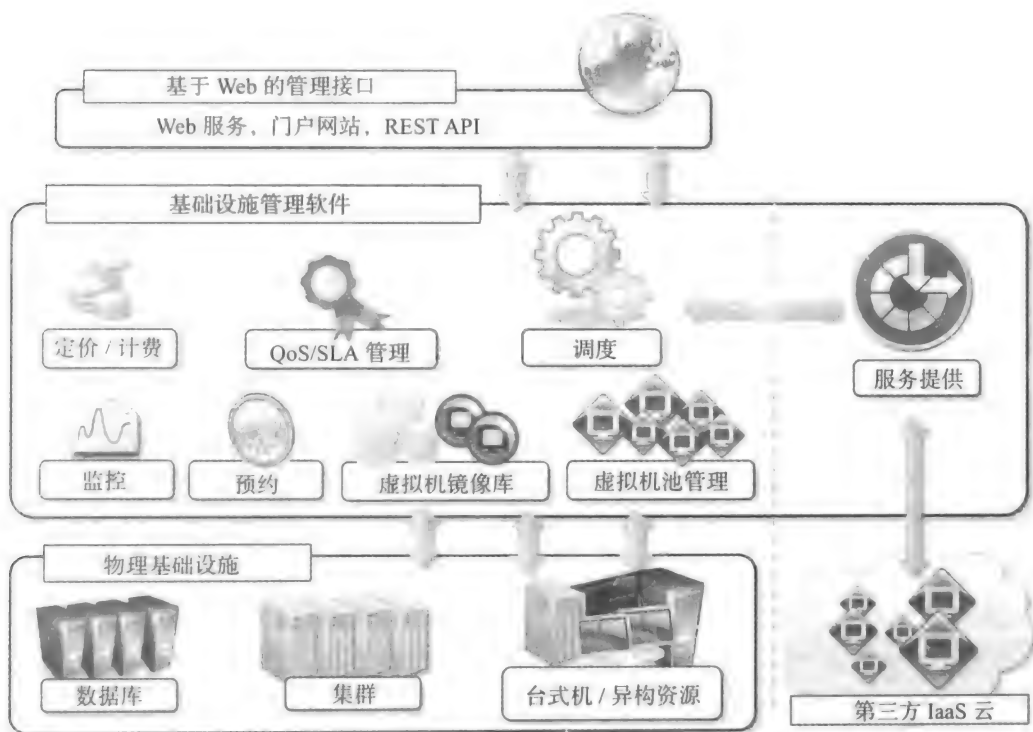 基于 Web 的管理接口
Web 服务，门户网站，REST API
基础设施管理软件
定价 / 计费
QoS/SLA 管理
调度
服务提供
监控
预约
虚拟机镜像库
虚拟机池管理
物理基础设施
数据库
集群
台式机 / 异构资源
第三方 IaaS 云